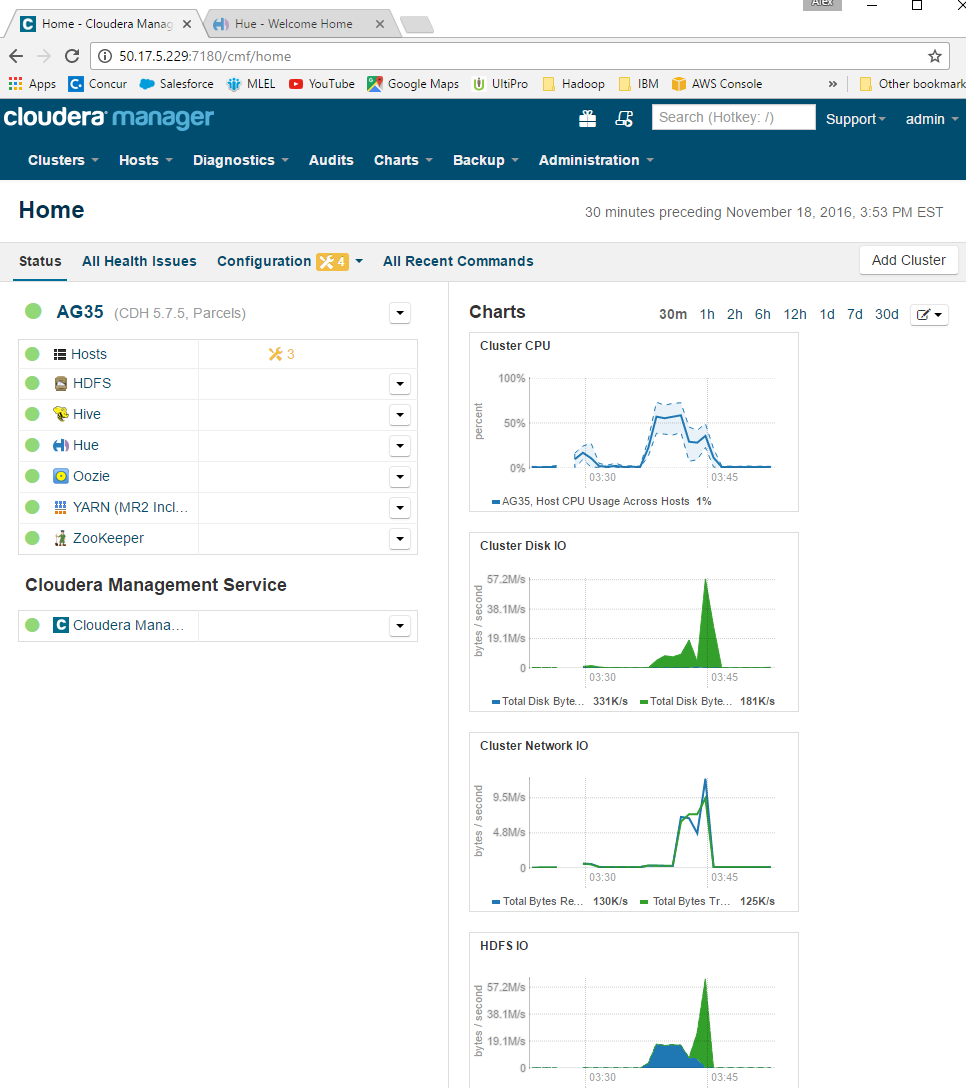 Alex
Home - Cloudera Manag
Hue - Welcome Home
50.17.5.229:7180/cmf/home
Apps Concur Salesforce MLEL YouTube Google Maps UltiPro Hadoop IBM AWS Console » Other bookmark
cloudera manager
Search (Hotkey: /) Support admin
Clusters Hosts Diagnostics Audits Charts Backup Administration
Home
30 minutes preceding November 18, 2016, 3:53 PM EST
Status All Health Issues Configuration 4 All Recent Commands Add Cluster
AG35 (CDH 5.7.5, Parcels)
Hosts 3
HDFS
Hive
Hue
Oozie
YARN (MR2 Incl...
ZooKeeper
Cloudera Management Service
Cloudera Mana...
Charts 30m 1h 2h 6h 12h 1d 7d 30d
Cluster CPU
percent
100%
50%
0%
03:30 03:45
AG35, Host CPU Usage Across Hosts 1%
Cluster Disk IO
bytes / second
57.2M/s
38.1M/s
19.1M/s
0
03:30 03:45
Total Disk Byte... 331K/s Total Disk Byte... 181K/s
Cluster Network IO
bytes / second
9.5M/s
4.8M/s
0
03:30 03:45
Total Bytes Re... 130K/s Total Bytes Tr... 125K/s
HDFS IO
bytes / second
57.2M/s
38.1M/s
19.1M/s
0
03:30 03:45